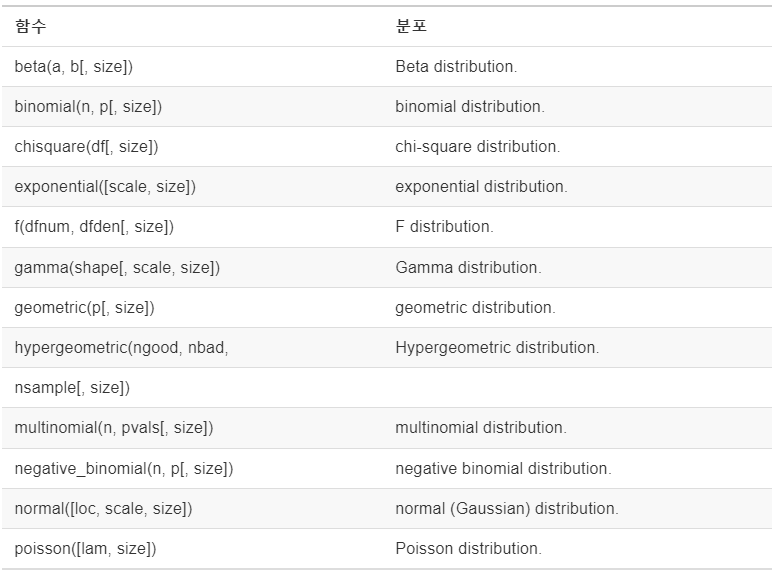 함수 분포
beta(a, b[, size]) Beta distribution.
binomial(n, p[, size]) binomial distribution.
chisquare(df[, size]) chi-square distribution.
exponential([scale, size]) exponential distribution.
f(dfnum, dfden[, size]) F distribution.
gamma(shape[, scale, size]) Gamma distribution.
geometric(p[, size]) geometric distribution.
hypergeometric(ngood, nbad, Hypergeometric distribution.
nsample[, size])
multinomial(n, pvals[, size]) multinomial distribution.
negative_binomial(n, p[, size]) negative binomial distribution.
normal([loc, scale, size]) normal (Gaussian) distribution.
poisson([lam, size]) Poisson distribution.